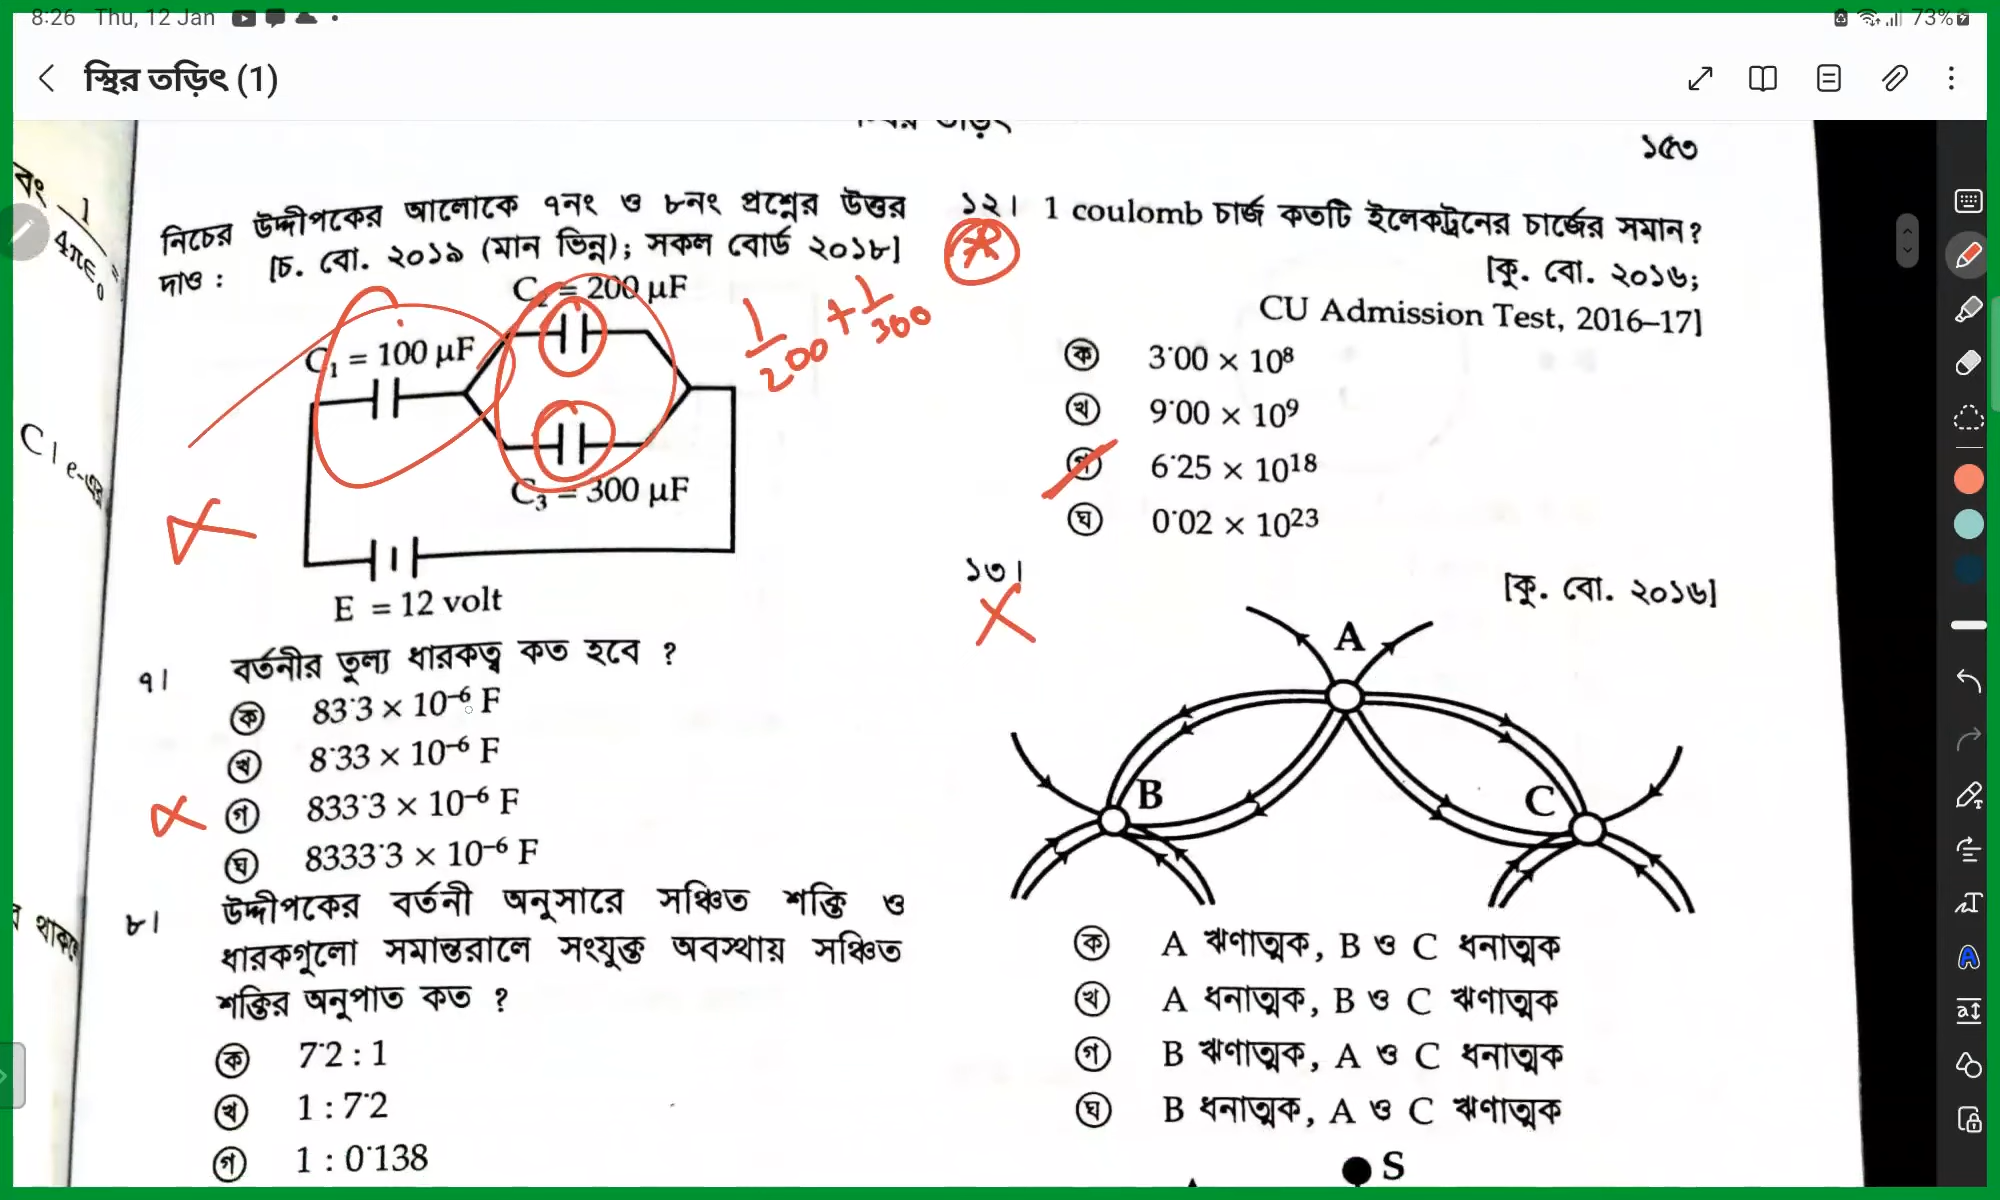 8:26 Thu, 12 Jan
73%
স্থির তড়িৎ (1)
স্থির তড়িৎ
১৫৩
নিচের উদ্দীপকের আলোকে ৭নং ও ৮নং প্রশ্নের উত্তর
দাও : [চ. বো. ২০১৯ (মান ভিন্ন); সকল বোর্ড ২০১৮]
C₂ = 200 μF
C₁ = 100 μF
C₃ = 300 μF
E = 12 volt
1/200 + 1/300
৭। বর্তনীর তুল্য ধারকত্ব কত হবে ?
ক 83·3 × 10⁻⁶ F
খ 8·33 × 10⁻⁶ F
গ 833·3 × 10⁻⁶ F
ঘ 8333·3 × 10⁻⁶ F
৮। উদ্দীপকের বর্তনী অনুসারে সঞ্চিত শক্তি ও
ধারকগুলো সমান্তরালে সংযুক্ত অবস্থায় সঞ্চিত
শক্তির অনুপাত কত ?
ক 7·2 : 1
খ 1 : 7·2
গ 1 : 0·138
১২। 1 coulomb চার্জ কতটি ইলেকট্রনের চার্জের সমান?
[কু. বো. ২০১৬;
CU Admission Test, 2016–17]
ক 3·00 × 10⁸
খ 9·00 × 10⁹
গ 6·25 × 10¹⁸
ঘ 0·02 × 10²³
১৩। [কু. বো. ২০১৬]
A
B
C
ক A ঋণাত্মক, B ও C ধনাত্মক
খ A ধনাত্মক, B ও C ঋণাত্মক
গ B ঋণাত্মক, A ও C ধনাত্মক
ঘ B ধনাত্মক, A ও C ঋণাত্মক
S